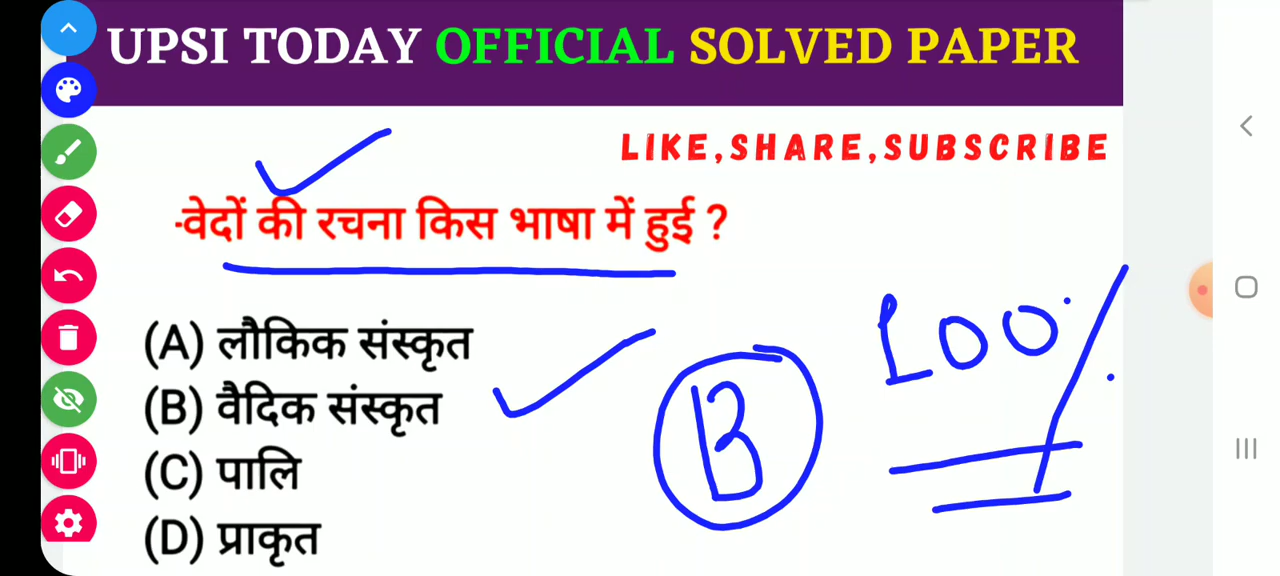 UPSI TODAY OFFICIAL SOLVED PAPER
LIKE,SHARE,SUBSCRIBE
-वेदों की रचना किस भाषा में हुई ?
(A) लौकिक संस्कृत
(B) वैदिक संस्कृत
(C) पालि
(D) प्राकृत
B
100%